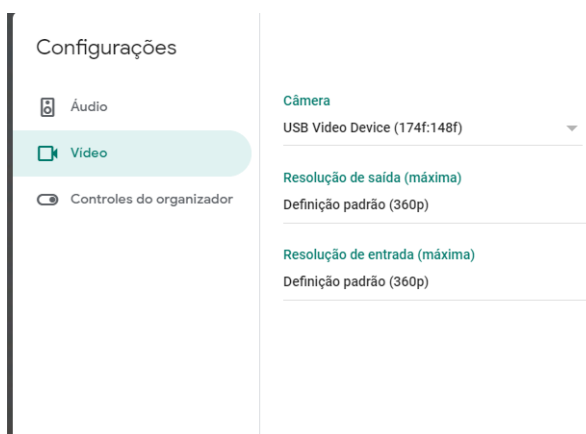 Configurações
Áudio
Vídeo
Controles do organizador
Câmera
USB Video Device (174f:148f)
Resolução de saída (máxima)
Definição padrão (360p)
Resolução de entrada (máxima)
Definição padrão (360p)